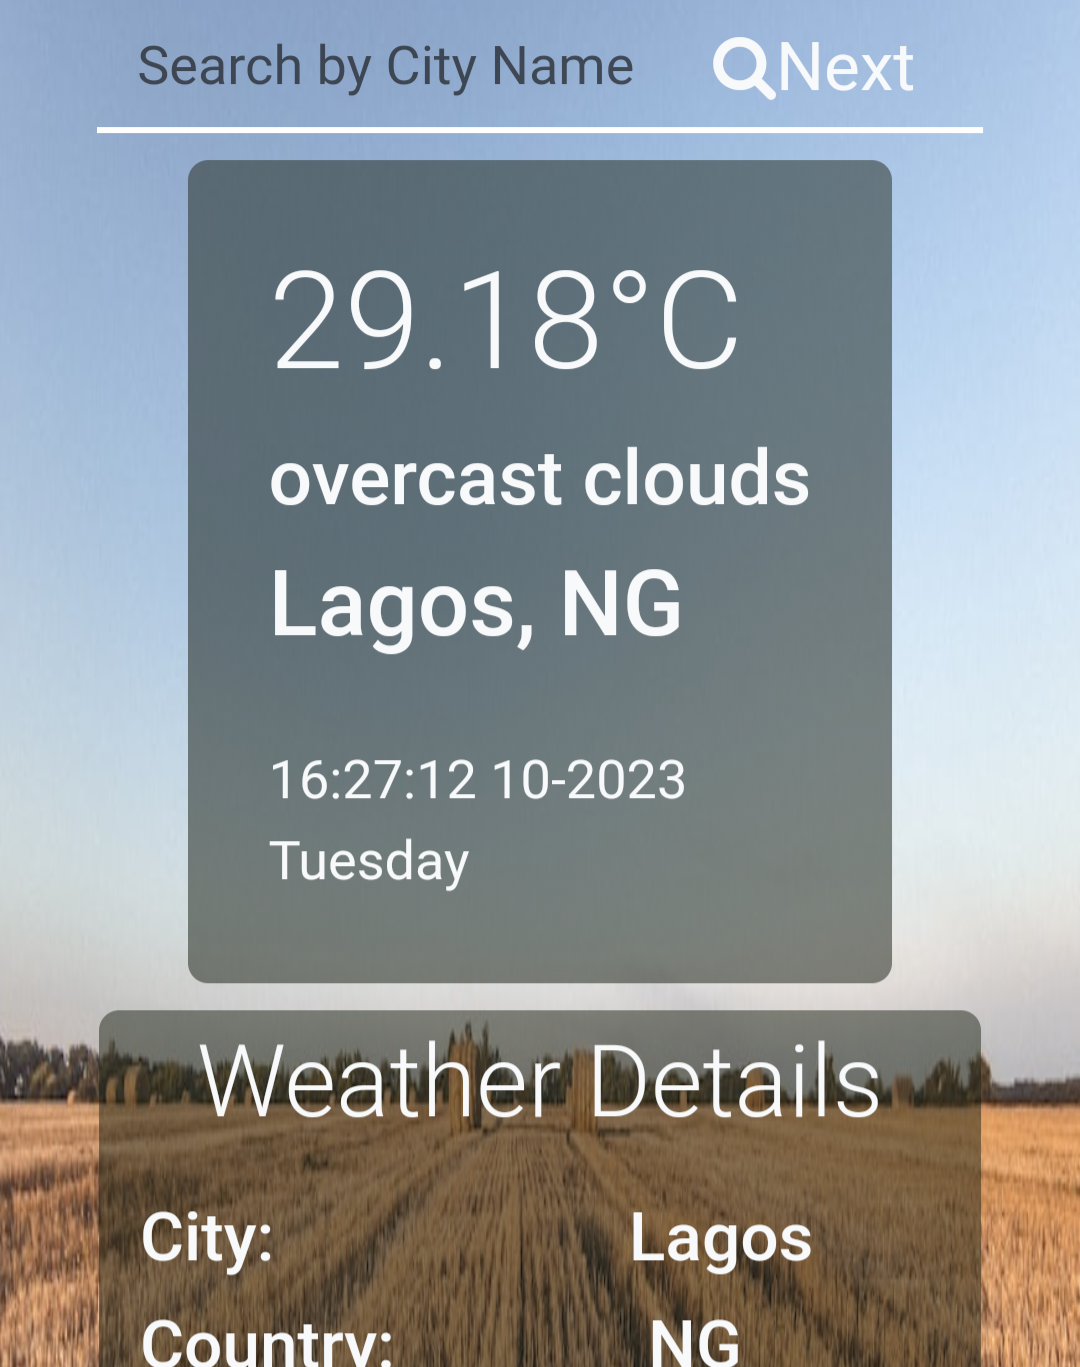 Search by City Name Next
29.18°C
overcast clouds
Lagos, NG
16:27:12 10-2023
Tuesday
Weather Details
City: Lagos
Country: NG